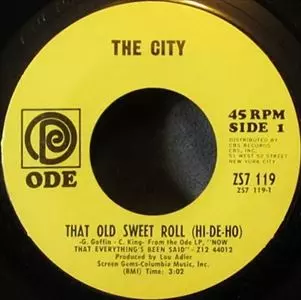 THE CITY
45 RPM
SIDE 1
Distributed by
CBS RECORDS
CBS, INC.
51 WEST 52 STREET
NEW YORK CITY
ODE
ZS7 119
ZS7 119-1
THAT OLD SWEET ROLL (HI-DE-HO)
-G. Goffin - C. King- From the Ode LP, "NOW
THAT EVERYTHING'S BEEN SAID"-Z12 44012
Produced by Lou Adler
Screen Gems-Columbia Music, Inc.
(BMI) Time: 3:02